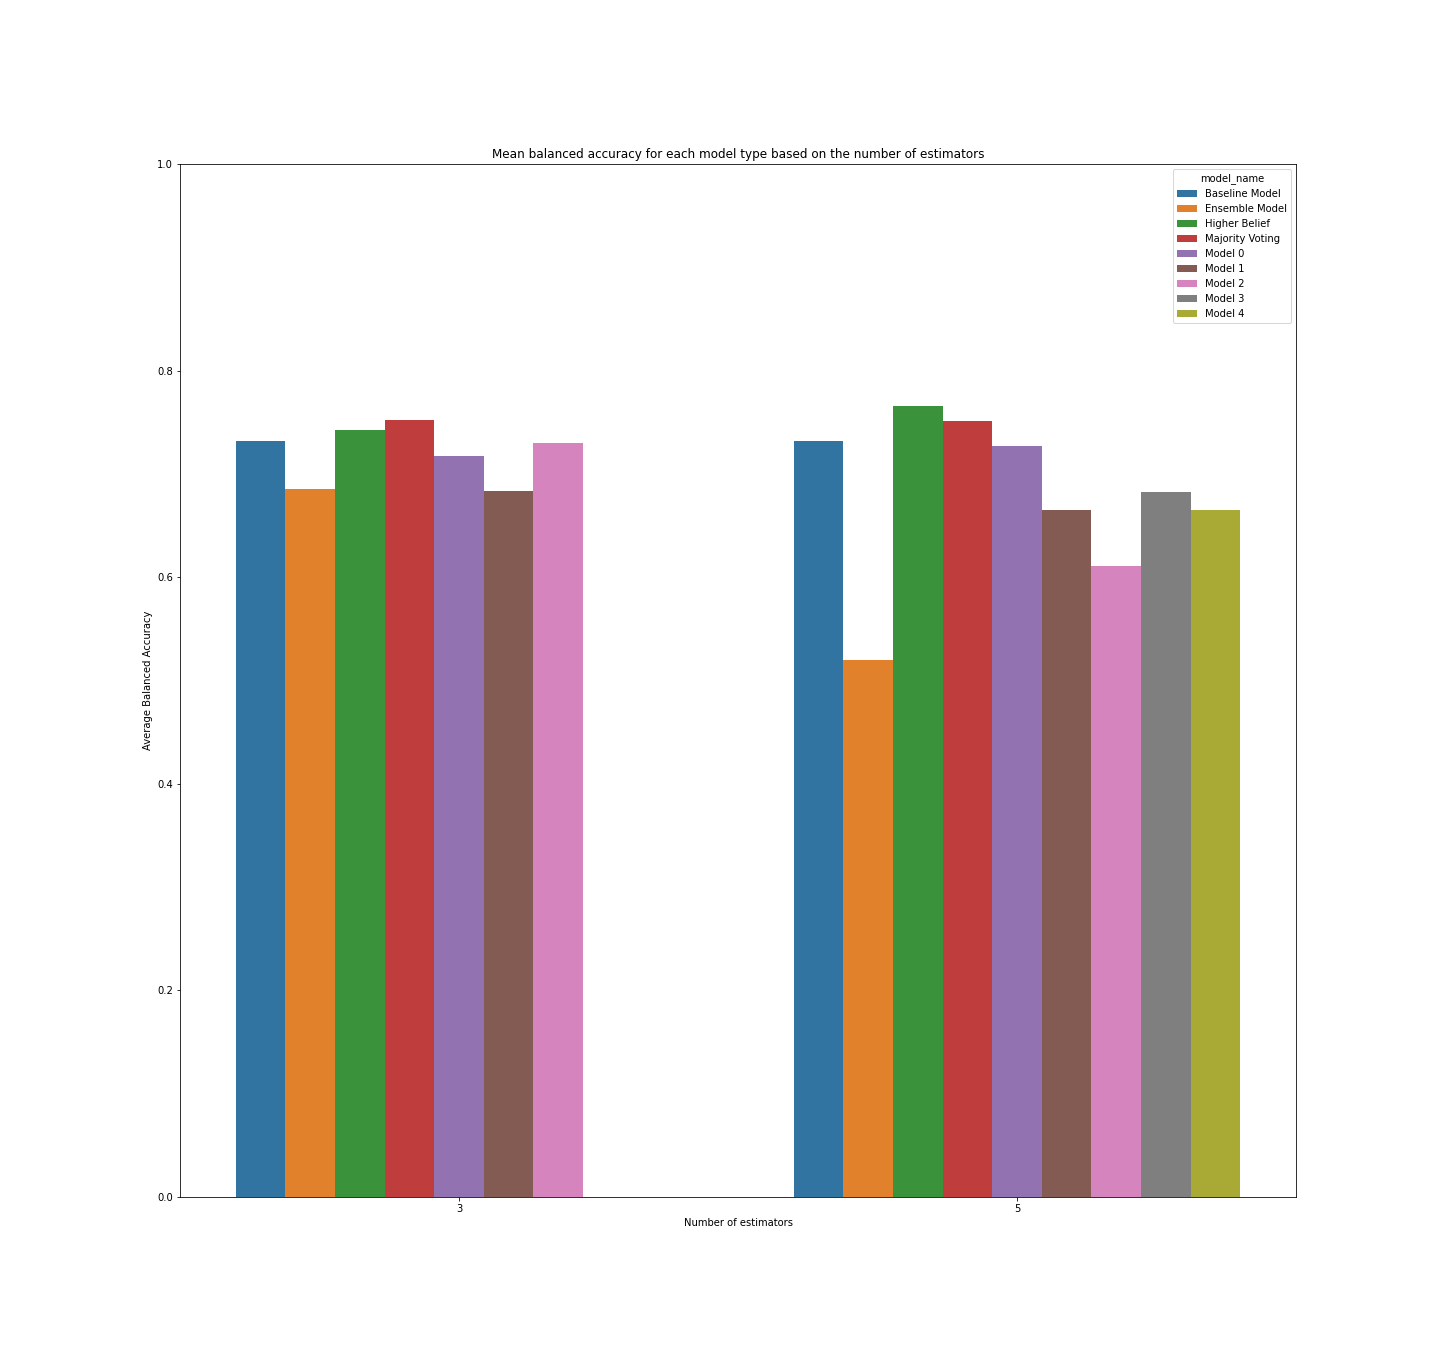 Mean balanced accuracy for each model type based on the number of estimators
1.0
0.8
0.6
0.4
0.2
0.0
Average Balanced Accuracy
model_name
Baseline Model
Ensemble Model
Higher Belief
Majority Voting
Model 0
Model 1
Model 2
Model 3
Model 4
3
5
Number of estimators